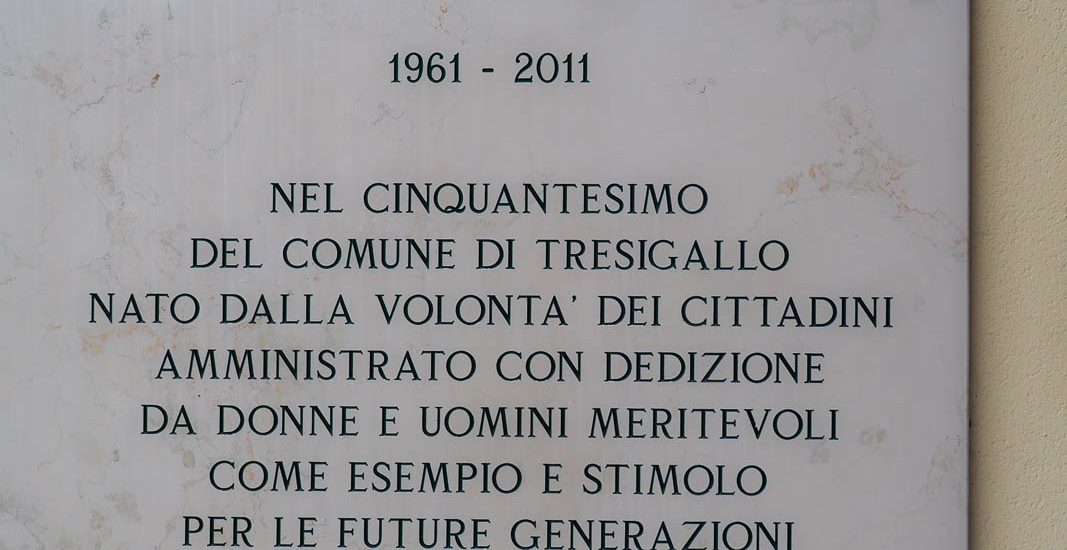 1961 - 2011
NEL CINQUANTESIMO
DEL COMUNE DI TRESIGALLO
NATO DALLA VOLONTA' DEI CITTADINI
AMMINISTRATO CON DEDIZIONE
DA DONNE E UOMINI MERITEVOLI
COME ESEMPIO E STIMOLO
PER LE FUTURE GENERAZIONI